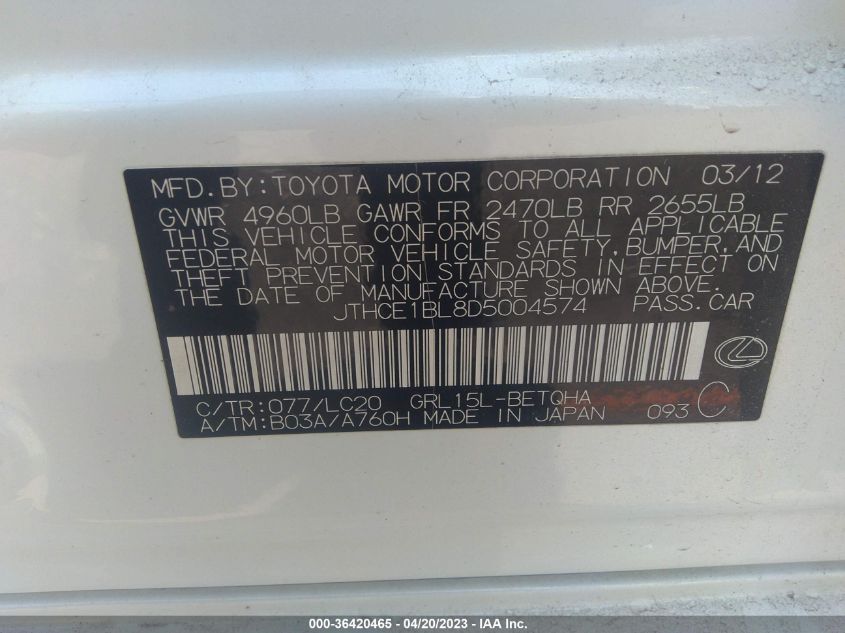 MFD. BY: TOYOTA MOTOR CORPORATION 03/12
GVWR 4960LB GAWR FR 2470LB RR 2655LB
THIS VEHICLE CONFORMS TO ALL APPLICABLE
FEDERAL MOTOR VEHICLE SAFETY, BUMPER, AND
THEFT PREVENTION STANDARDS IN EFFECT ON
THE DATE OF MANUFACTURE SHOWN ABOVE.
JTHCE1BL8D5004574 PASS. CAR
C/TR: 077/LC20 GRL15L-BETQHA
A/TM: B03A/A760H MADE IN JAPAN 093 C
000-36420465 - 04/20/2023 - IAA Inc.